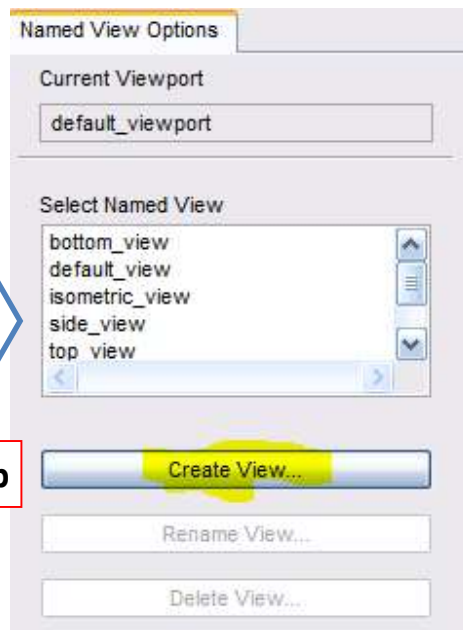 Named View Options
Current Viewport
default_viewport
Select Named View
bottom_view
default_view
isometric_view
side_view
top_view
Create View...
Rename View...
Delete View...